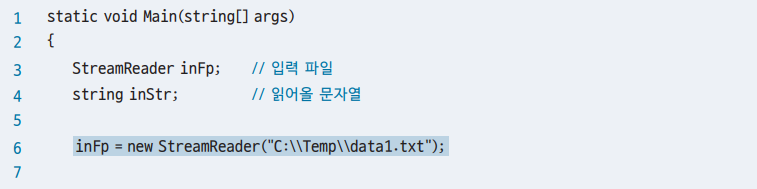 1 static void Main(string[] args)
2 {
3 StreamReader inFp; // 입력 파일
4 string inStr; // 읽어올 문자열
5
6 inFp = new StreamReader("C:\\Temp\\data1.txt");
7